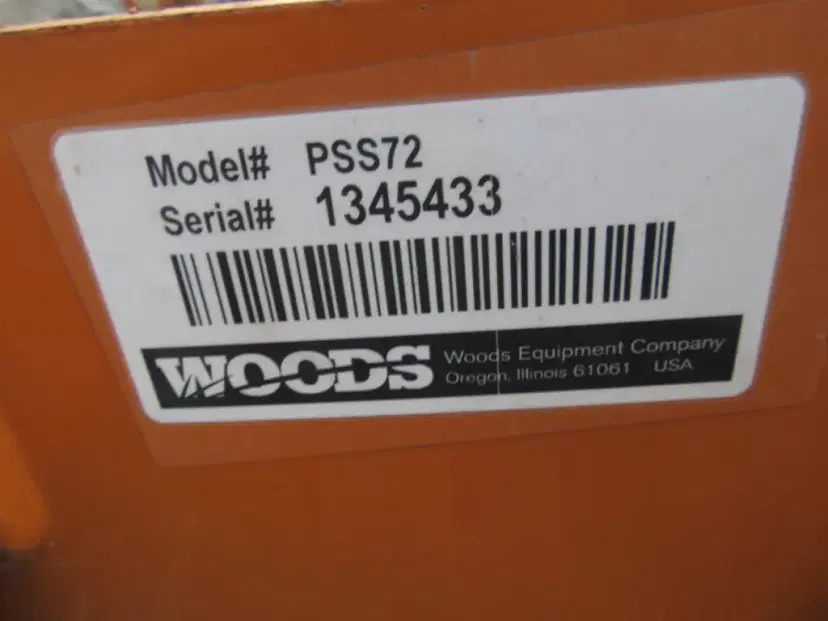 Model# PSS72
Serial# 1345433
WOODS
Woods Equipment Company
Oregon, Illinois 61061 USA